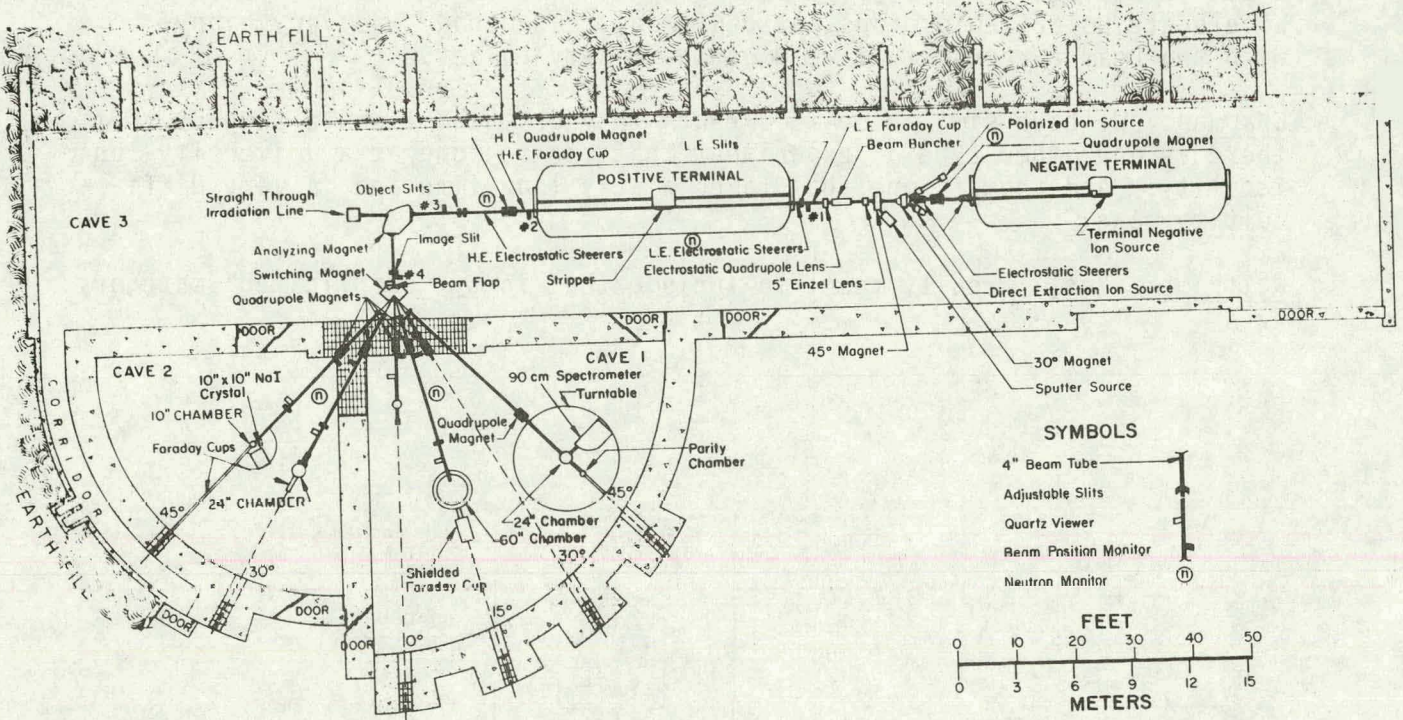 EARTH FILL
H.E. Quadrupole Magnet
H.E. Faraday Cup
L.E. Slits
L.E. Faraday Cup
Beam Buncher
Polarized Ion Source
n
Quadrupole Magnet
POSITIVE TERMINAL
NEGATIVE TERMINAL
Straight Through
Irradiation Line
Object Slits
n
#3
#2
#1
CAVE 3
Analyzing Magnet
Image Slit
H.E. Electrostatic Steerers
n
L.E. Electrostatic Steerers
Terminal Negative
Ion Source
Switching Magnet
#4
Beam Flap
Stripper
Electrostatic Quadrupole Lens
5" Einzel Lens
Electrostatic Steerers
Direct Extraction Ion Source
Quadrupole Magnets
DOOR
DOOR
DOOR
DOOR
45° Magnet
30° Magnet
Sputter Source
CAVE 2
CAVE 1
10"x10" NaI
Crystal
10" CHAMBER
n
n
90 cm Spectrometer
Turntable
Quadrupole
Magnet
Parity
Chamber
Faraday Cups
24" CHAMBER
24" Chamber
60" Chamber
Shielded
Faraday Cup
CORRIDOR
EARTH FILL
45°
30°
DOOR
DOOR
DOOR
0°
15°
30°
45°
SYMBOLS
4" Beam Tube
Adjustable Slits
Quartz Viewer
Beam Position Monitor
Neutron Monitor
n
FEET
0 10 20 30 40 50
0 3 6 9 12 15
METERS